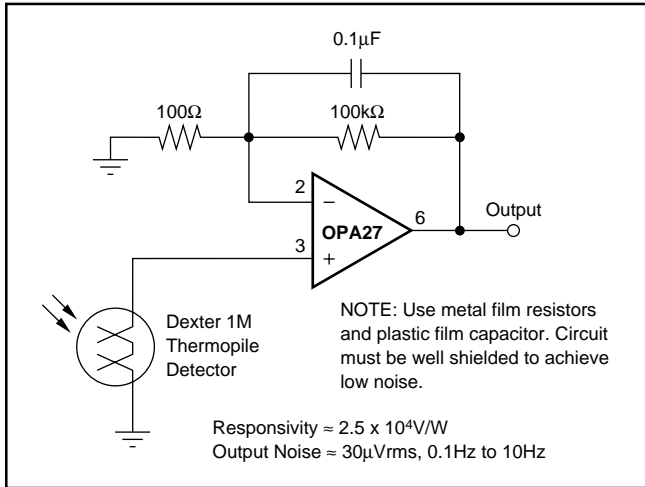 0.1μF
100Ω
100kΩ
2
−
6
Output
OPA27
3
+
Dexter 1M
Thermopile
Detector
NOTE: Use metal film resistors
and plastic film capacitor. Circuit
must be well shielded to achieve
low noise.
Responsivity ≈ 2.5 x 10⁴V/W
Output Noise ≈ 30μVrms, 0.1Hz to 10Hz